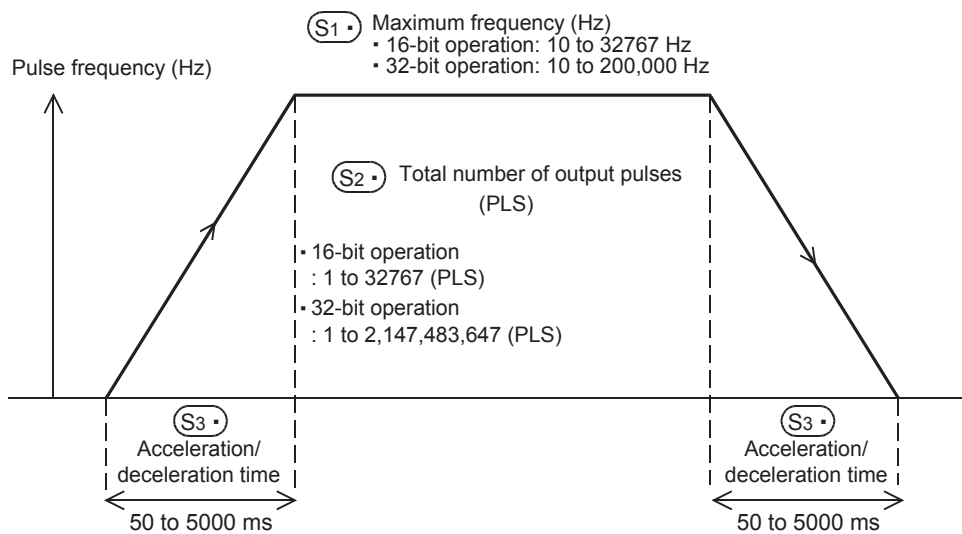 S1・ Maximum frequency (Hz)
▪ 16-bit operation: 10 to 32767 Hz
▪ 32-bit operation: 10 to 200,000 Hz
Pulse frequency (Hz)
S2・ Total number of output pulses
(PLS)
▪ 16-bit operation
: 1 to 32767 (PLS)
▪ 32-bit operation
: 1 to 2,147,483,647 (PLS)
S3・
Acceleration/
deceleration time
50 to 5000 ms
S3・
Acceleration/
deceleration time
50 to 5000 ms